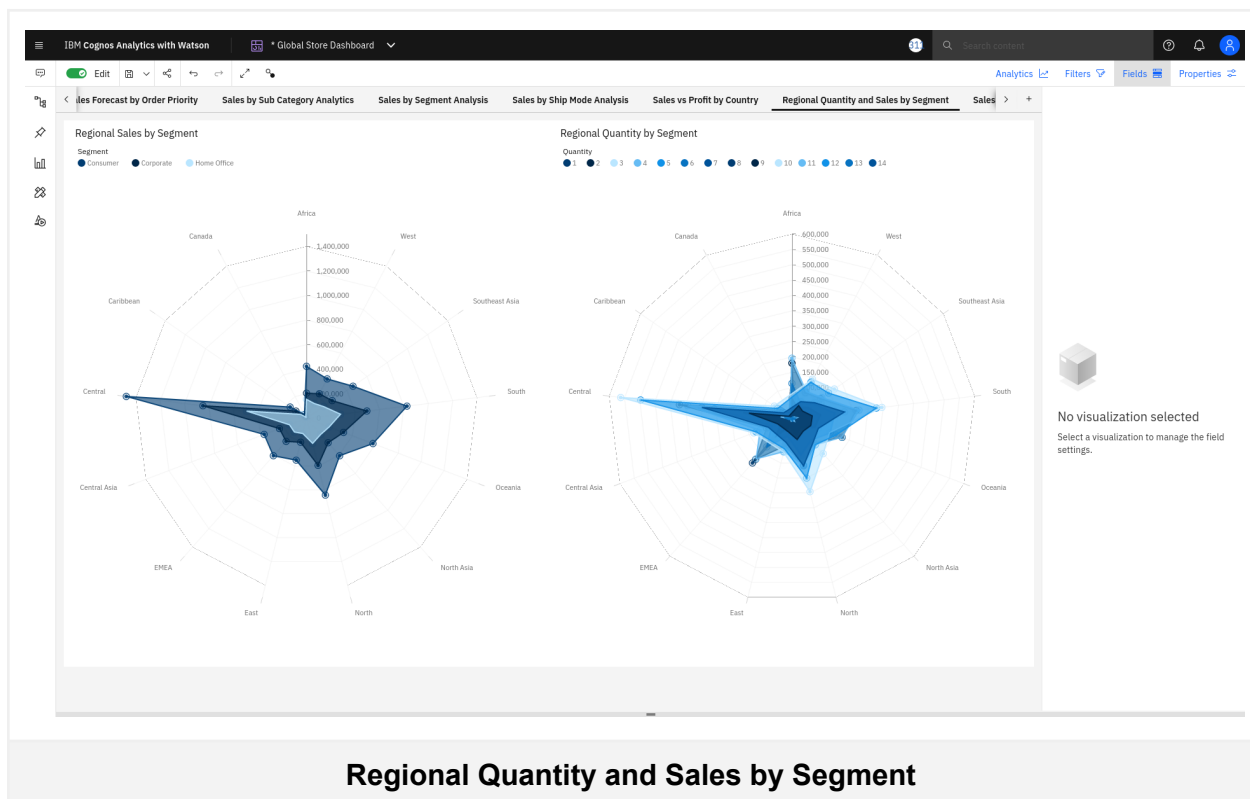 IBM Cognos Analytics with Watson
* Global Store Dashboard
Search content
Edit
Analytics
Filters
Fields
Properties
les Forecast by Order Priority
Sales by Sub Category Analytics
Sales by Segment Analysis
Sales by Ship Mode Analysis
Sales vs Profit by Country
Regional Quantity and Sales by Segment
Sales
Regional Sales by Segment
Segment
Consumer Corporate Home Office
Africa
West
Southeast Asia
South
Oceania
North Asia
North
East
EMEA
Central Asia
Central
Caribbean
Canada
1,400,000
1,200,000
1,000,000
800,000
600,000
400,000
Regional Quantity by Segment
Quantity
1 2 3 4 5 6 7 8 9 10 11 12 13 14
Africa
West
Southeast Asia
South
Oceania
North Asia
North
East
EMEA
Central Asia
Central
Caribbean
Canada
600,000
550,000
500,000
450,000
400,000
350,000
300,000
250,000
200,000
150,000
No visualization selected
Select a visualization to manage the field
settings.
Regional Quantity and Sales by Segment